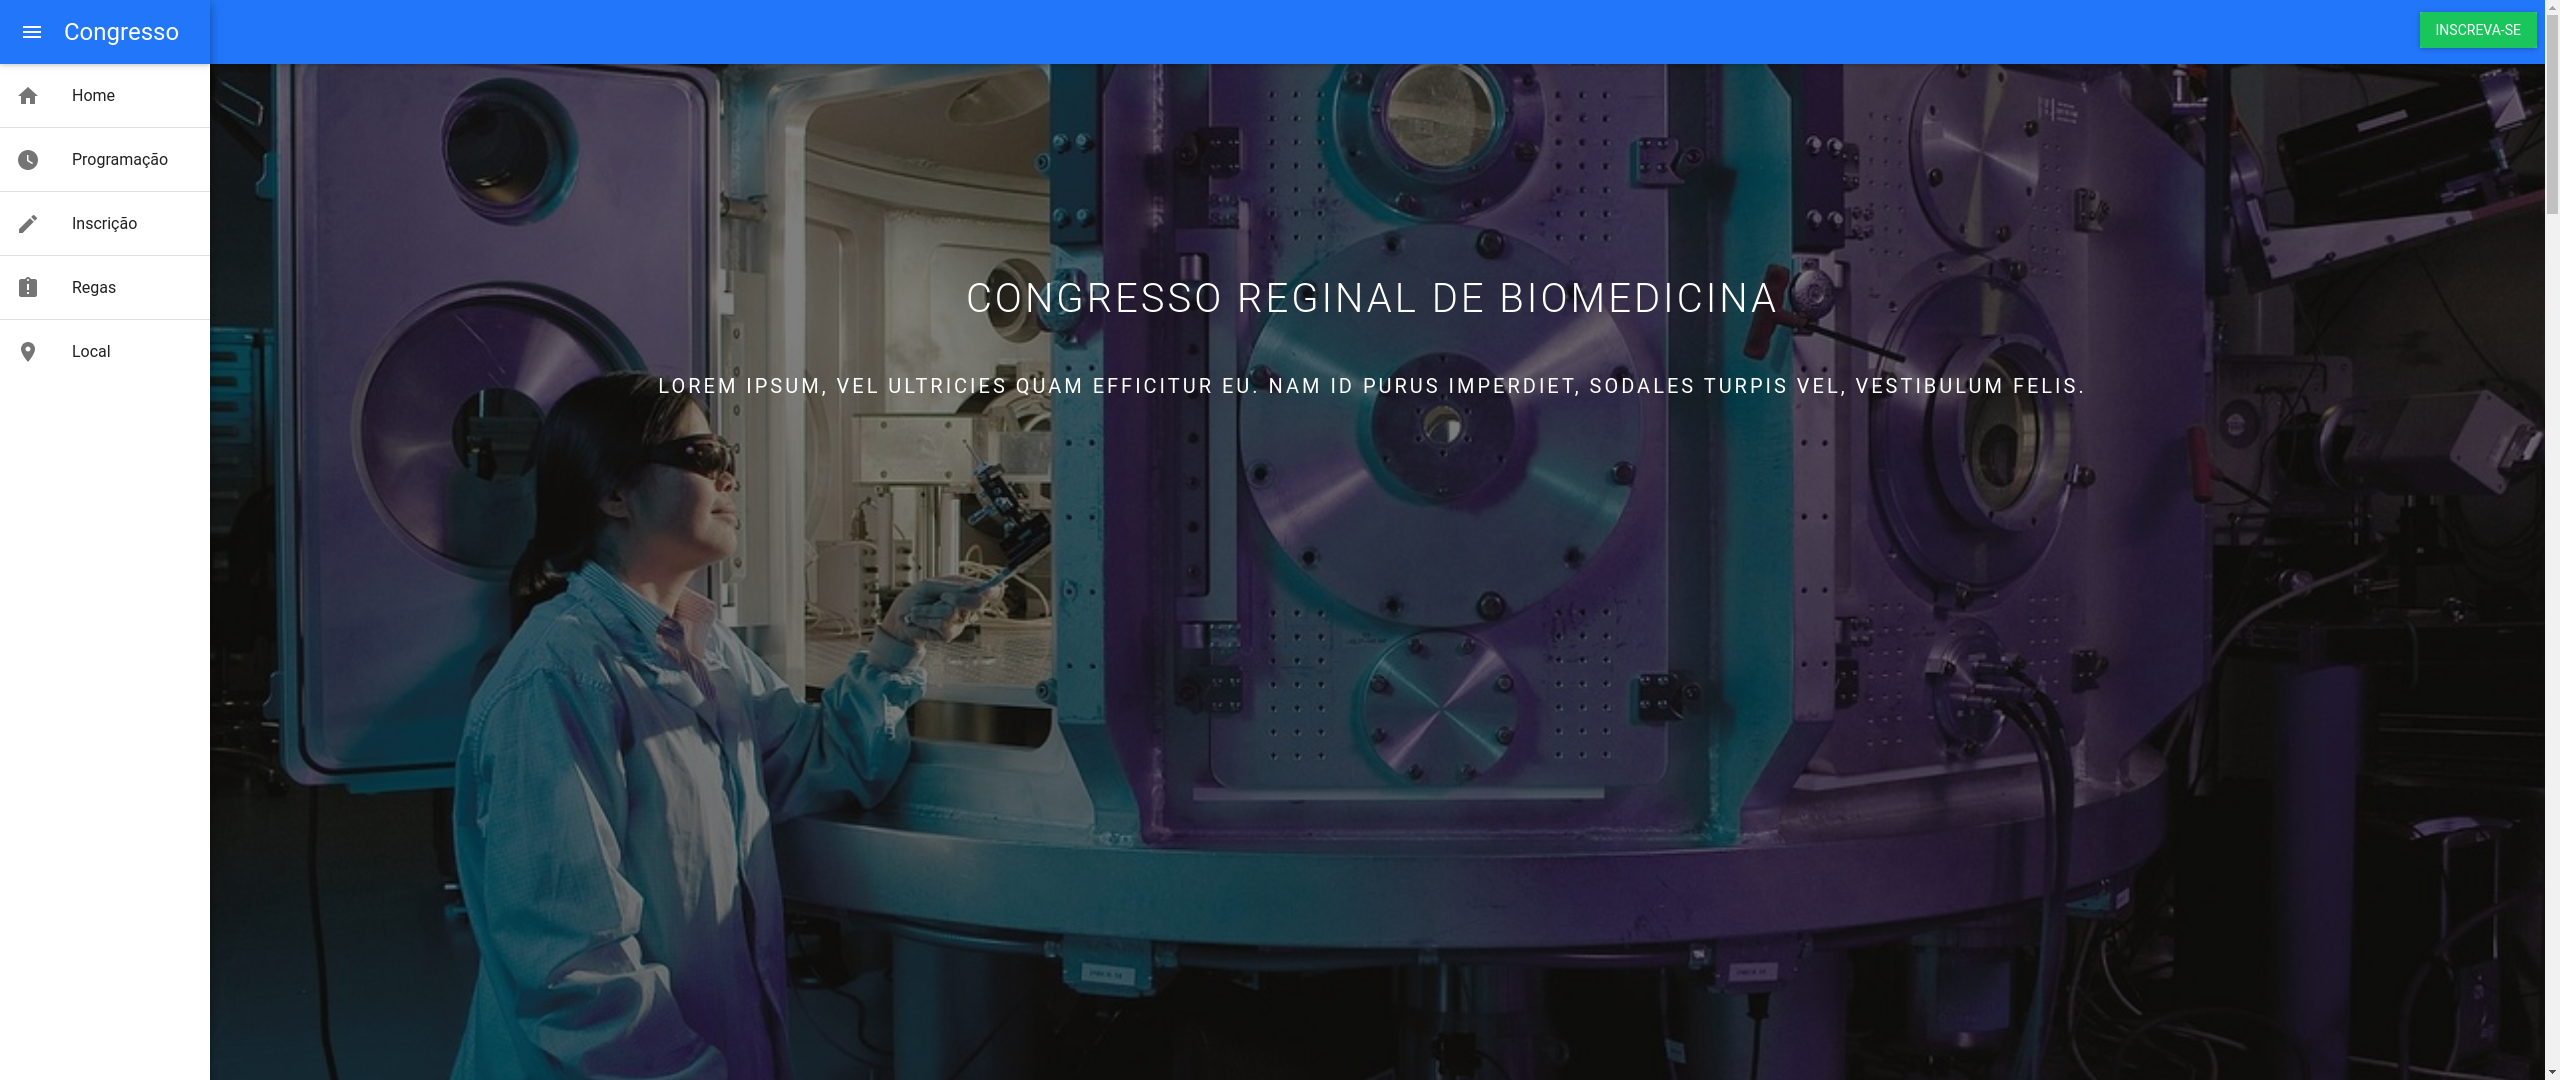 Congresso
INSCREVA-SE
Home
Programação
Inscrição
Regas
Local
CONGRESSO REGINAL DE BIOMEDICINA
LOREM IPSUM, VEL ULTRICIES QUAM EFFICITUR EU. NAM ID PURUS IMPERDIET, SODALES TURPIS VEL, VESTIBULUM FELIS.